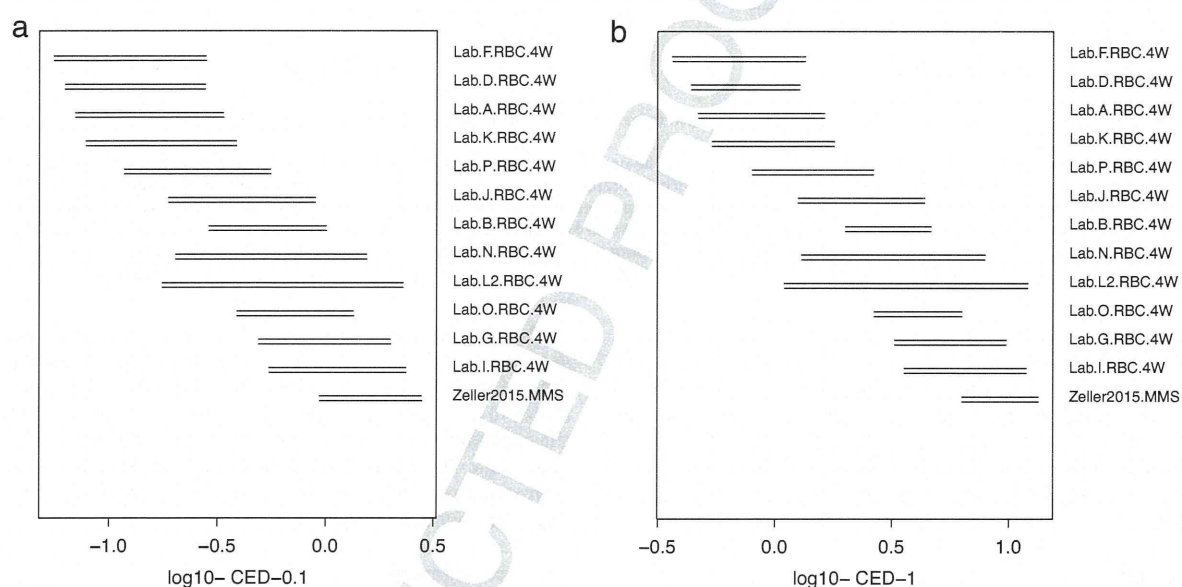 a
Lab.F.RBC.4W
Lab.D.RBC.4W
Lab.A.RBC.4W
Lab.K.RBC.4W
Lab.P.RBC.4W
Lab.J.RBC.4W
Lab.B.RBC.4W
Lab.N.RBC.4W
Lab.L2.RBC.4W
Lab.O.RBC.4W
Lab.G.RBC.4W
Lab.I.RBC.4W
Zeller2015.MMS
−1.0 −0.5 0.0 0.5
log10− CED−0.1
b
Lab.F.RBC.4W
Lab.D.RBC.4W
Lab.A.RBC.4W
Lab.K.RBC.4W
Lab.P.RBC.4W
Lab.J.RBC.4W
Lab.B.RBC.4W
Lab.N.RBC.4W
Lab.L2.RBC.4W
Lab.O.RBC.4W
Lab.G.RBC.4W
Lab.I.RBC.4W
Zeller2015.MMS
−0.5 0.0 0.5 1.0
log10− CED−1
CTED PROO